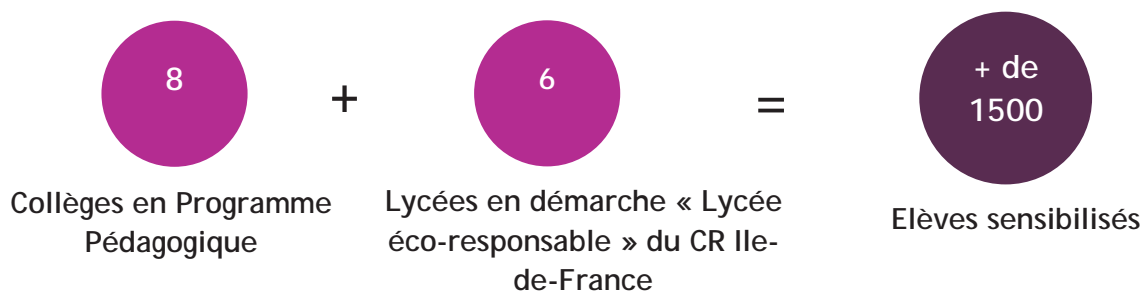 8
+
6
=
+ de
1500
Collèges en Programme
Pédagogique
Lycées en démarche « Lycée
éco-responsable » du CR Ile-
de-France
Elèves sensibilisés